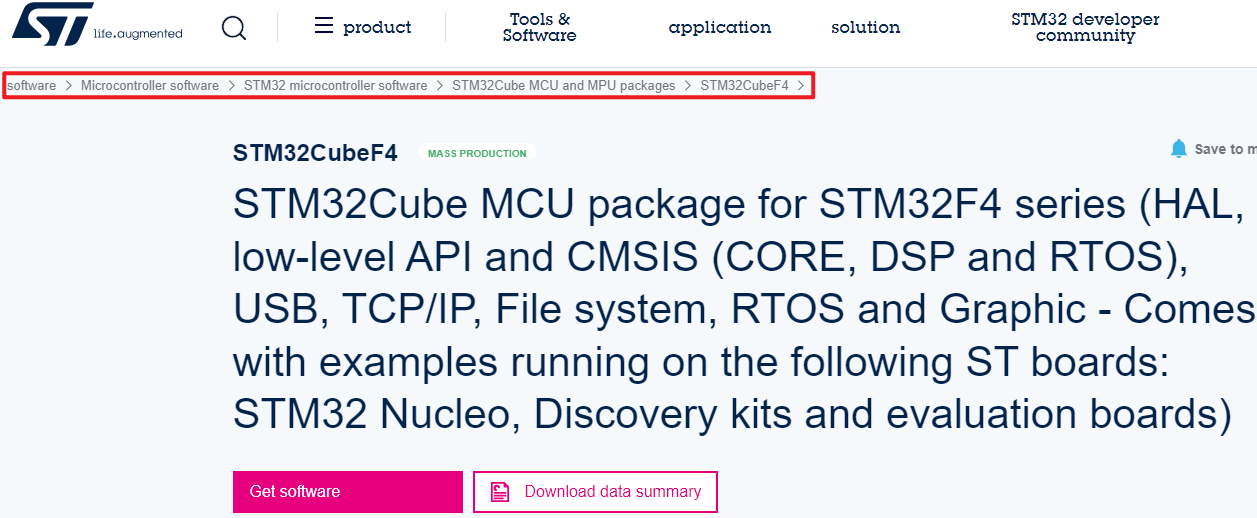 ST life.augmented
product
Tools &
Software
application
solution
STM32 developer
community
software > Microcontroller software > STM32 microcontroller software > STM32Cube MCU and MPU packages > STM32CubeF4 >
STM32CubeF4 MASS PRODUCTION
Save to m
STM32Cube MCU package for STM32F4 series (HAL,
low-level API and CMSIS (CORE, DSP and RTOS),
USB, TCP/IP, File system, RTOS and Graphic - Comes
with examples running on the following ST boards:
STM32 Nucleo, Discovery kits and evaluation boards)
Get software
Download data summary